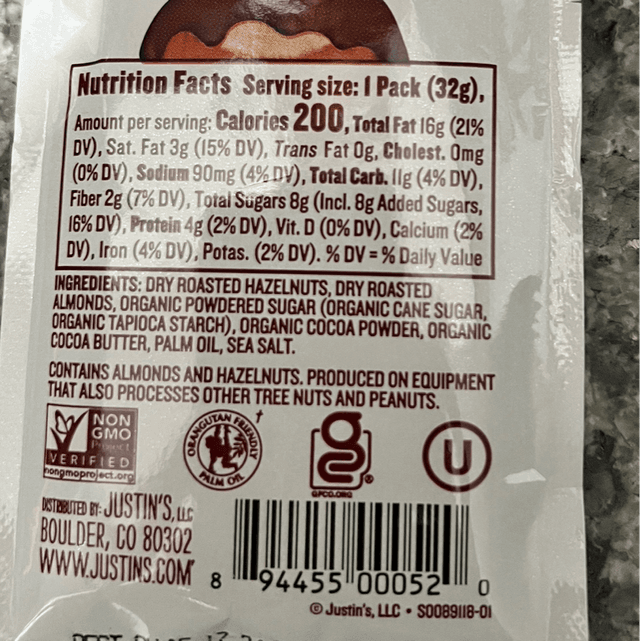 Nutrition Facts Serving size: 1 Pack (32g),
Amount per serving: Calories 200, Total Fat 16g (21%
DV), Sat. Fat 3g (15% DV), Trans Fat 0g, Cholest. 0mg
(0% DV), Sodium 90mg (4% DV), Total Carb. 11g (4% DV),
Fiber 2g (7% DV), Total Sugars 8g (Incl. 8g Added Sugars,
16% DV), Protein 4g (2% DV), Vit. D (0% DV), Calcium (2%
DV), Iron (4% DV), Potas. (2% DV). % DV = % Daily Value
INGREDIENTS: DRY ROASTED HAZELNUTS, DRY ROASTED
ALMONDS, ORGANIC POWDERED SUGAR (ORGANIC CANE SUGAR,
ORGANIC TAPIOCA STARCH), ORGANIC COCOA POWDER, ORGANIC
COCOA BUTTER, PALM OIL, SEA SALT.
CONTAINS ALMONDS AND HAZELNUTS. PRODUCED ON EQUIPMENT
THAT ALSO PROCESSES OTHER TREE NUTS AND PEANUTS.
NON
GMO
Project
VERIFIED
nongmoproject.org
ORANGUTAN FRIENDLY †
PALM OIL
g ®
GFCO.ORG
U
DISTRIBUTED BY: JUSTIN'S, LLC
BOULDER, CO 80302
WWW.JUSTINS.COM
8 94455 00052 0
© Justin's, LLC • S0089118-01